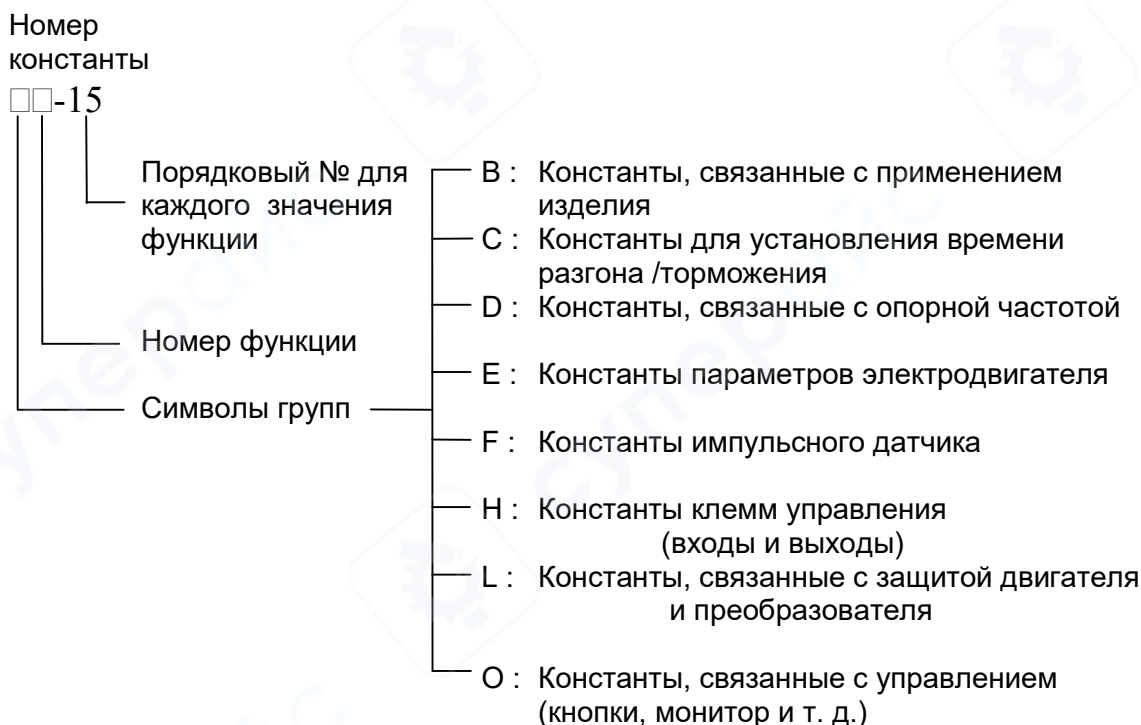 Номер
константы
□□-15
Порядковый № для
каждого значения
функции
Номер функции
Символы групп
B : Константы, связанные с применением
изделия
C : Константы для установления времени
разгона /торможения
D : Константы, связанные с опорной частотой
E : Константы параметров электродвигателя
F : Константы импульсного датчика
H : Константы клемм управления
(входы и выходы)
L : Константы, связанные с защитой двигателя
и преобразователя
O : Константы, связанные с управлением
(кнопки, монитор и т. д.)
суперайс
суперайс